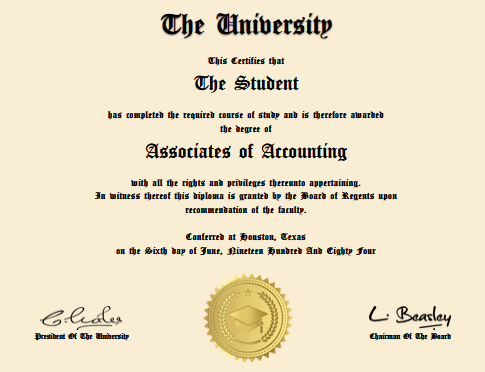 The University
This Certifies that
The Student
has completed the required course of study and is therefore awarded
the degree of
Associates of Accounting
with all the rights and privileges thereunto appertaining.
In witness thereof this diploma is granted by the Board of Regents upon
recommendation of the faculty.
Conferred at Houston, Texas
on the Sixth day of June, Nineteen Hundred And Eighty Four
L. Beasley
President Of The University
Chairman Of The Board